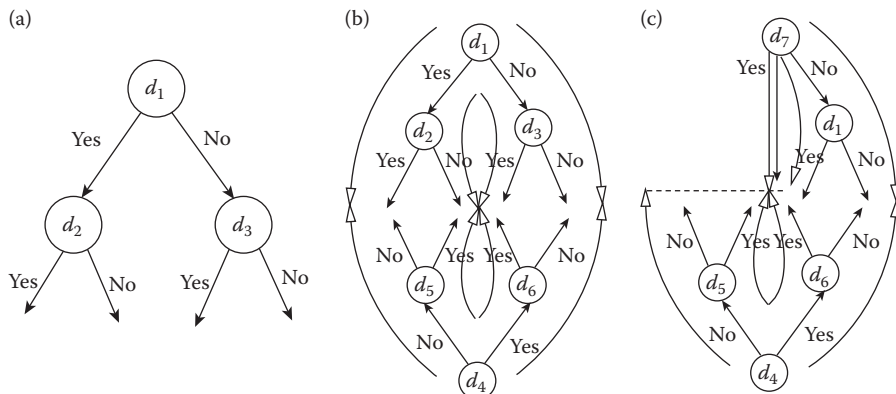 (a)
d1
Yes
No
d2
d3
Yes
No
Yes
No
(b)
d1
Yes
No
d2
d3
Yes
No
Yes
No
No
Yes
Yes
No
d5
d6
No
Yes
d4
(c)
d7
Yes
No
d1
Yes
No
No
Yes
Yes
No
d5
d6
No
Yes
d4